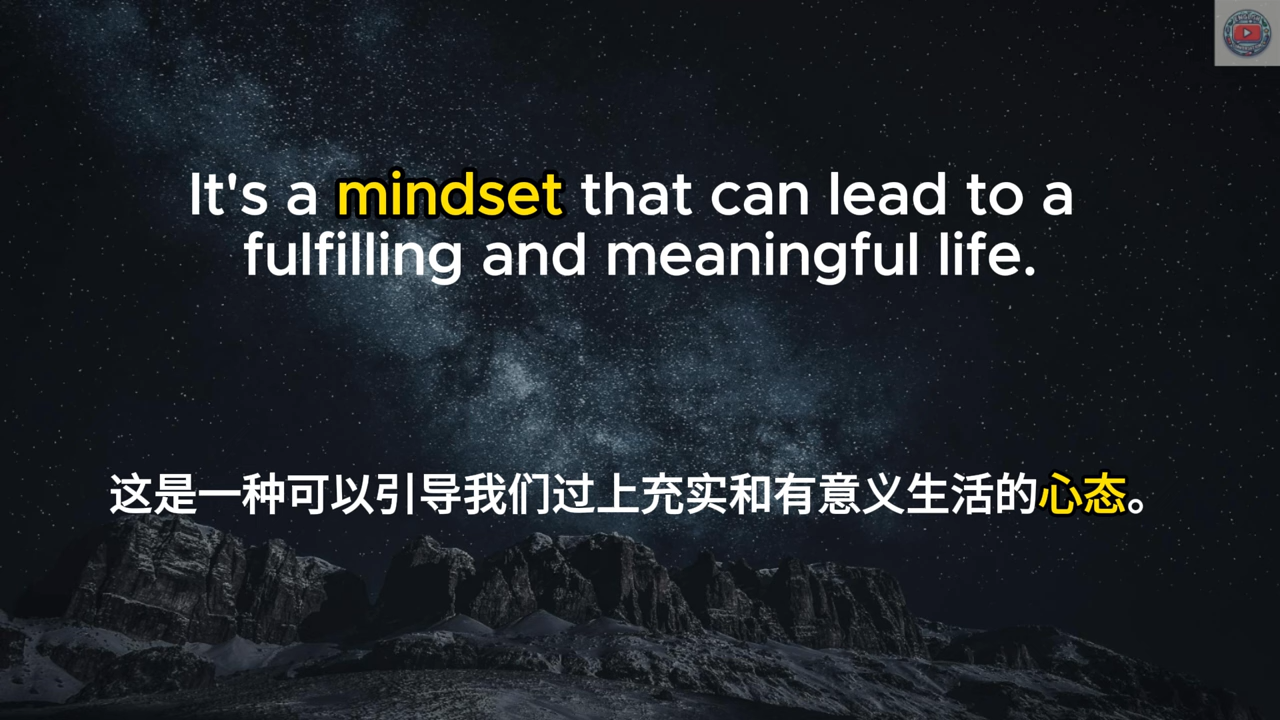 It's a mindset that can lead to a
fulfilling and meaningful life.
这是一种可以引导我们过上充实和有意义生活的心态。